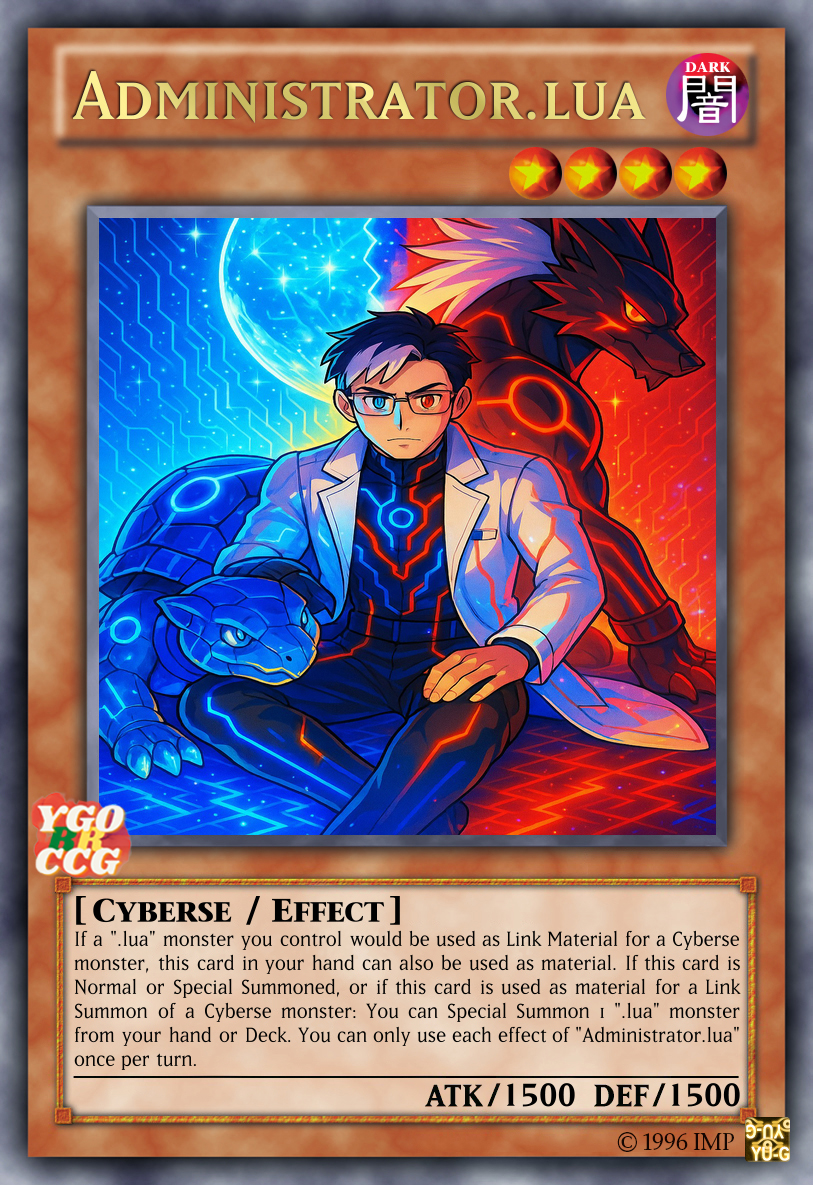 Administrator.lua
DARK
闇
YGO
BR
CCG
[ Cyberse / Effect ]
If a ".lua" monster you control would be used as Link Material for a Cyberse
monster, this card in your hand can also be used as material. If this card is
Normal or Special Summoned, or if this card is used as material for a Link
Summon of a Cyberse monster: You can Special Summon 1 ".lua" monster
from your hand or Deck. You can only use each effect of "Administrator.lua"
once per turn.
ATK/1500 DEF/1500
© 1996 IMP